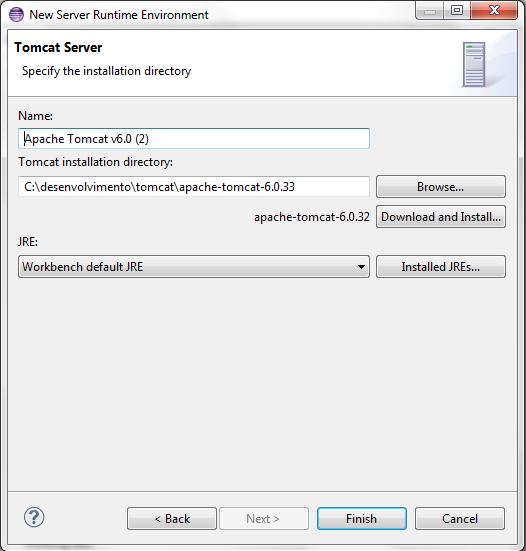 New Server Runtime Environment
Tomcat Server
Specify the installation directory
Name:
Apache Tomcat v6.0 (2)
Tomcat installation directory:
C:\desenvolvimento\tomcat\apache-tomcat-6.0.33
Browse...
apache-tomcat-6.0.32
Download and Install...
JRE:
Workbench default JRE
Installed JREs...
?
< Back
Next >
Finish
Cancel